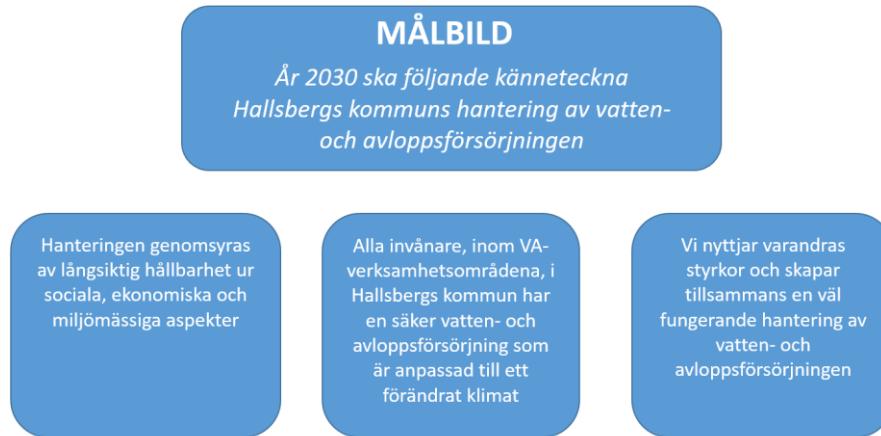 MÅLBILD
År 2030 ska följande känneteckna
Hallsbergs kommuns hantering av vatten-
och avloppsförsörjningen
Hanteringen genomsyras
av långsiktig hållbarhet ur
sociala, ekonomiska och
miljömässiga aspekter
Alla invånare, inom VA-
verksamhetsområdena, i
Hallsbergs kommun har
en säker vatten- och
avloppsförsörjning som
är anpassad till ett
förändrat klimat
Vi nyttjar varandras
styrkor och skapar
tillsammans en väl
fungerande hantering av
vatten- och
avloppsförsörjningen